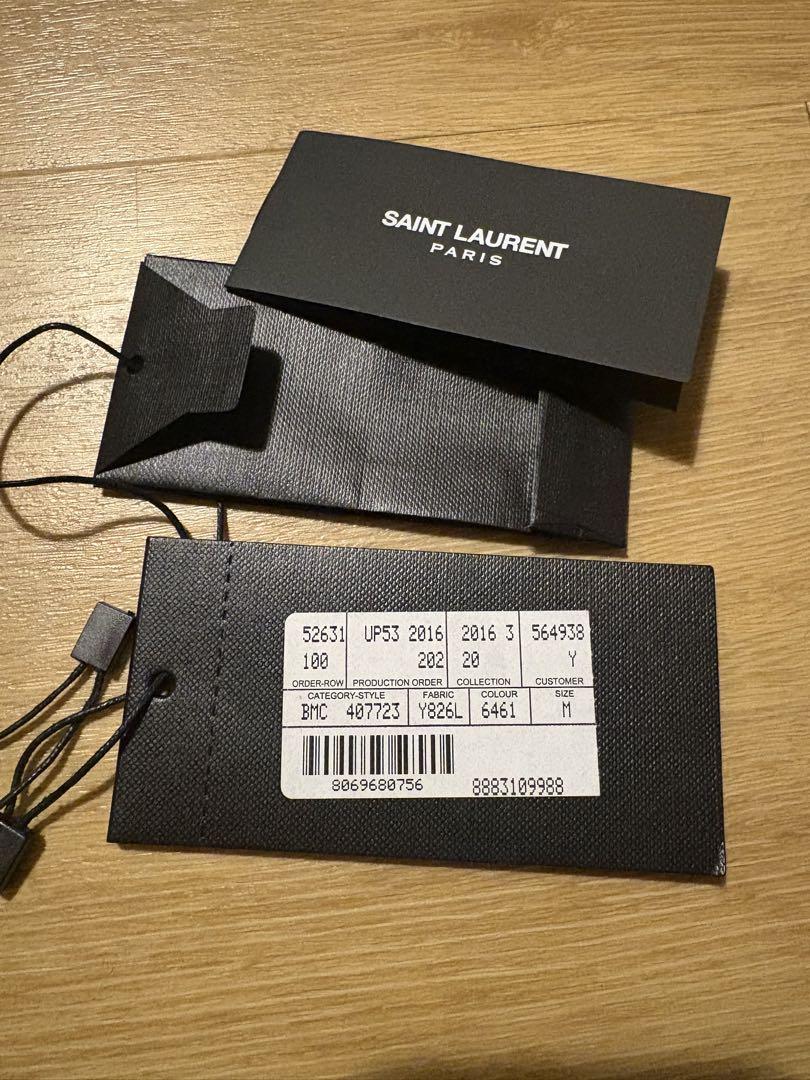 SAINT LAURENT
PARIS
52631 UP53 2016 2016 3 564938
100 202 20 Y
ORDER-ROW PRODUCTION ORDER COLLECTION CUSTOMER
CATEGORY-STYLE FABRIC COLOUR SIZE
BMC 407723 Y826L 6461 M
8069680756 8883109988